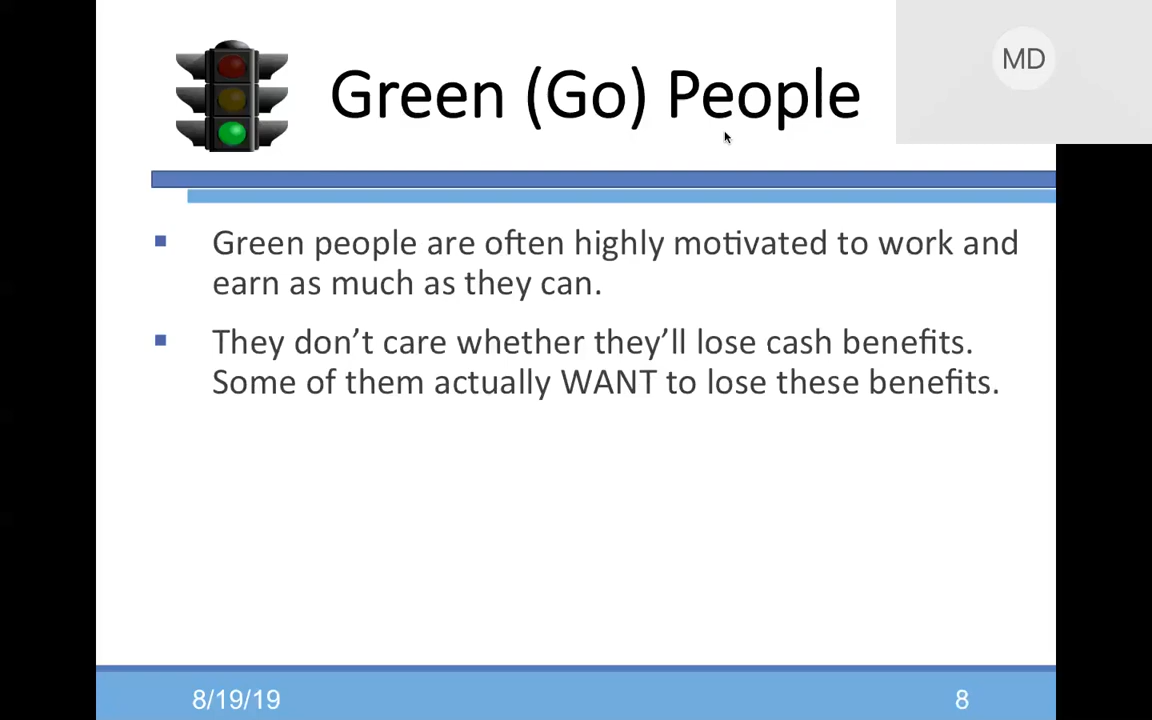 MD
Green (Go) People
Green people are often highly motivated to work and
earn as much as they can.
They don’t care whether they’ll lose cash benefits.
Some of them actually WANT to lose these benefits.
8/19/19
8